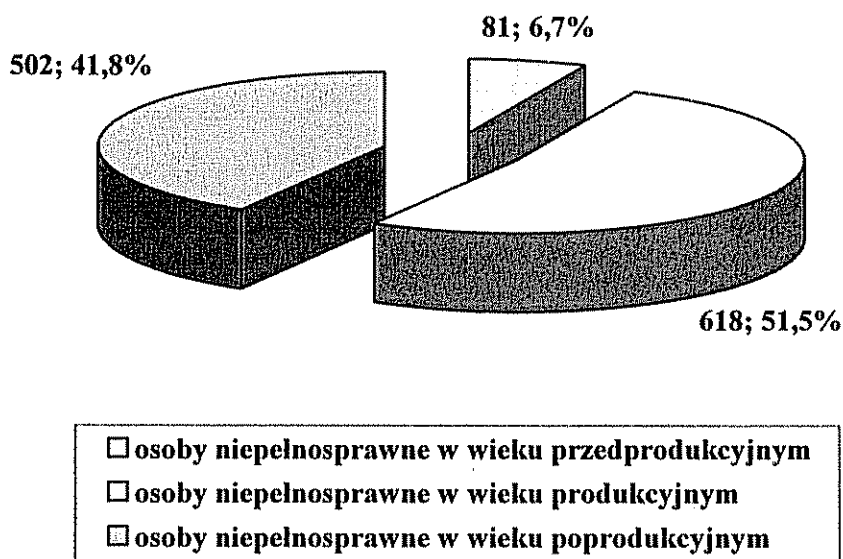 81; 6,7%
502; 41,8%
618; 51,5%
osoby niepełnosprawne w wieku przedprodukcyjnym
osoby niepełnosprawne w wieku produkcyjnym
osoby niepełnosprawne w wieku poprodukcyjnym